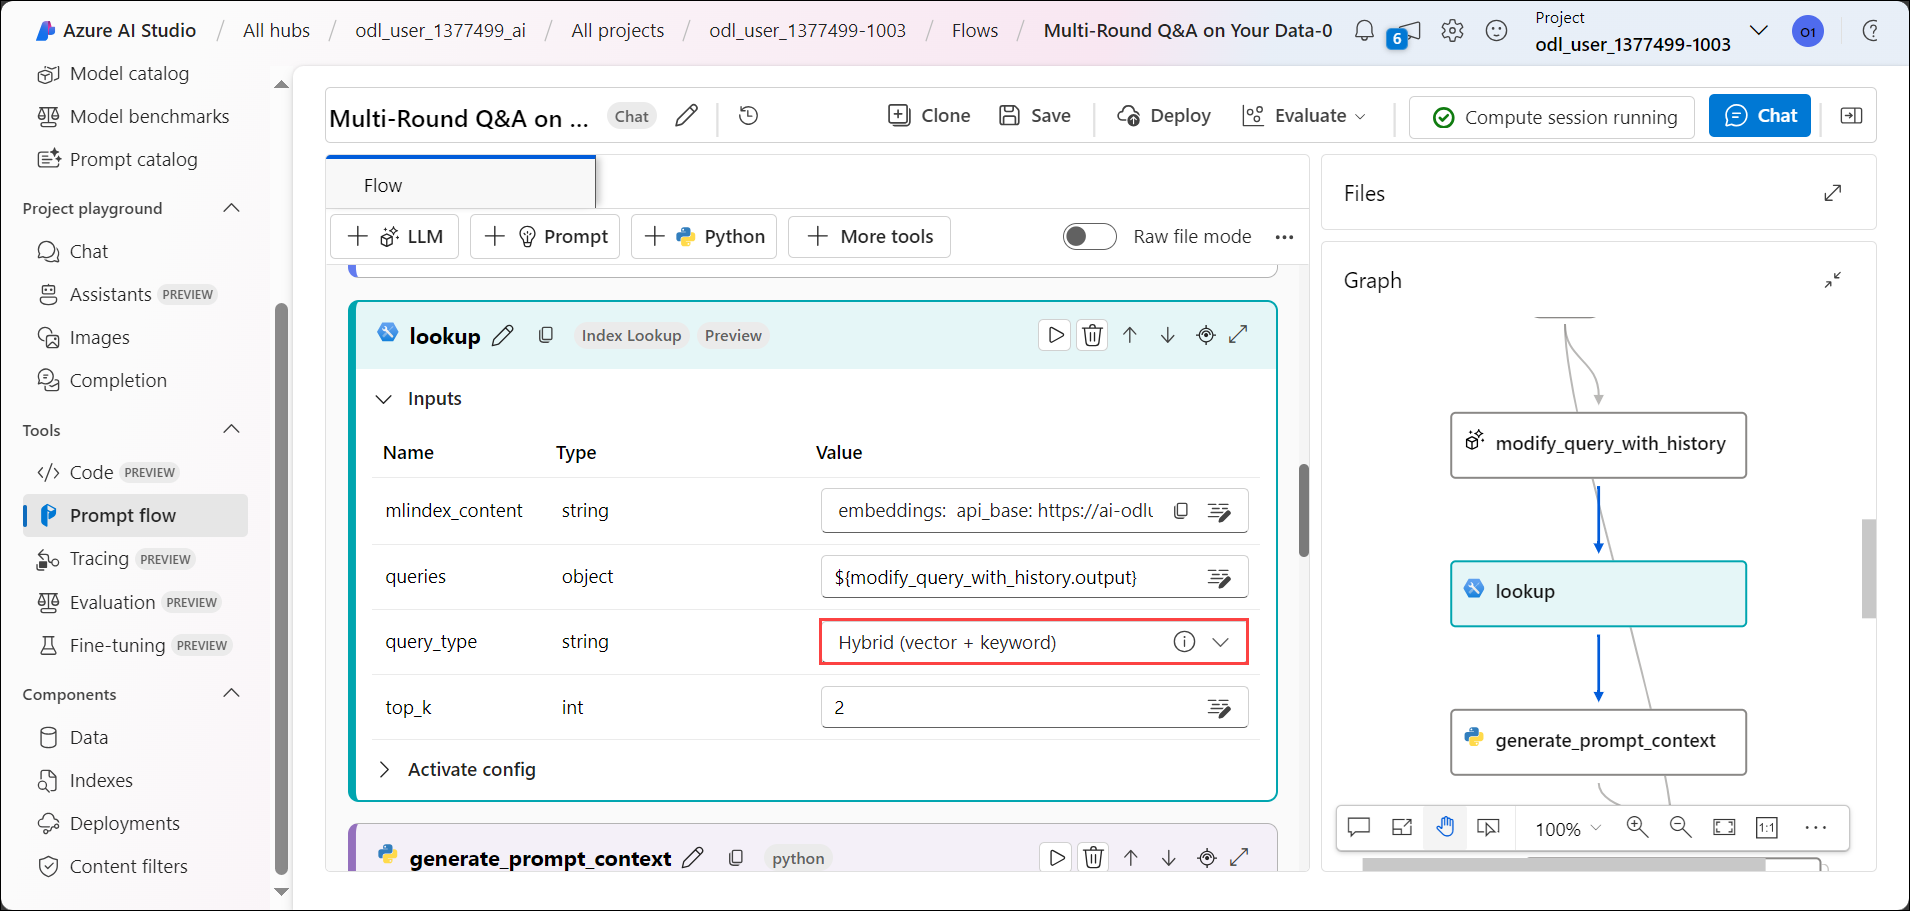 Azure AI Studio / All hubs / odl_user_1377499_ai / All projects / odl_user_1377499-1003 / Flows / Multi-Round Q&A on Your Data-0
6
Project
odl_user_1377499-1003
O1
Model catalog
Model benchmarks
Prompt catalog
Project playground
Chat
Assistants PREVIEW
Images
Completion
Tools
Code PREVIEW
Prompt flow
Tracing PREVIEW
Evaluation PREVIEW
Fine-tuning PREVIEW
Components
Data
Indexes
Deployments
Content filters
Multi-Round Q&A on ... Chat
Clone Save Deploy Evaluate Compute session running Chat
Flow
LLM Prompt Python More tools Raw file mode
lookup Index Lookup Preview
Inputs
Name Type Value
mlindex_content string embeddings: api_base: https://ai-odlu
queries object ${modify_query_with_history.output}
query_type string Hybrid (vector + keyword)
top_k int 2
Activate config
generate_prompt_context python
Files
Graph
modify_query_with_history
lookup
generate_prompt_context
100% 1:1